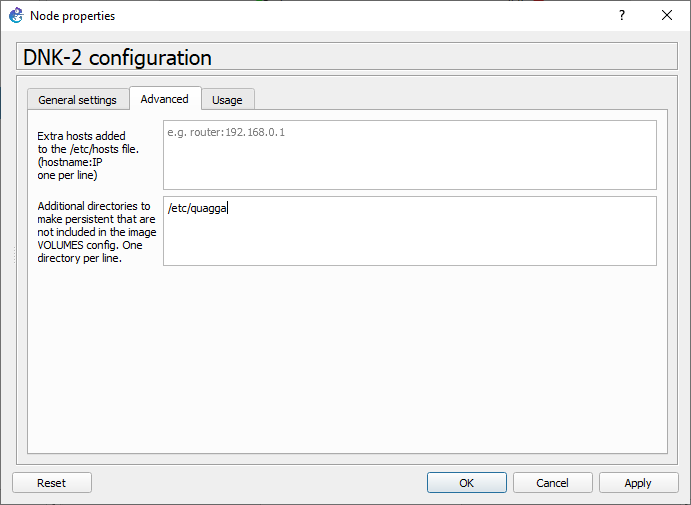 Node properties
?
DNK-2 configuration
General settings
Advanced
Usage
Extra hosts added
to the /etc/hosts file.
(hostname:IP
one per line)
e.g. router:192.168.0.1
Additional directories to
make persistent that are
not included in the image
VOLUMES config. One
directory per line.
/etc/quagga
Reset
OK
Cancel
Apply